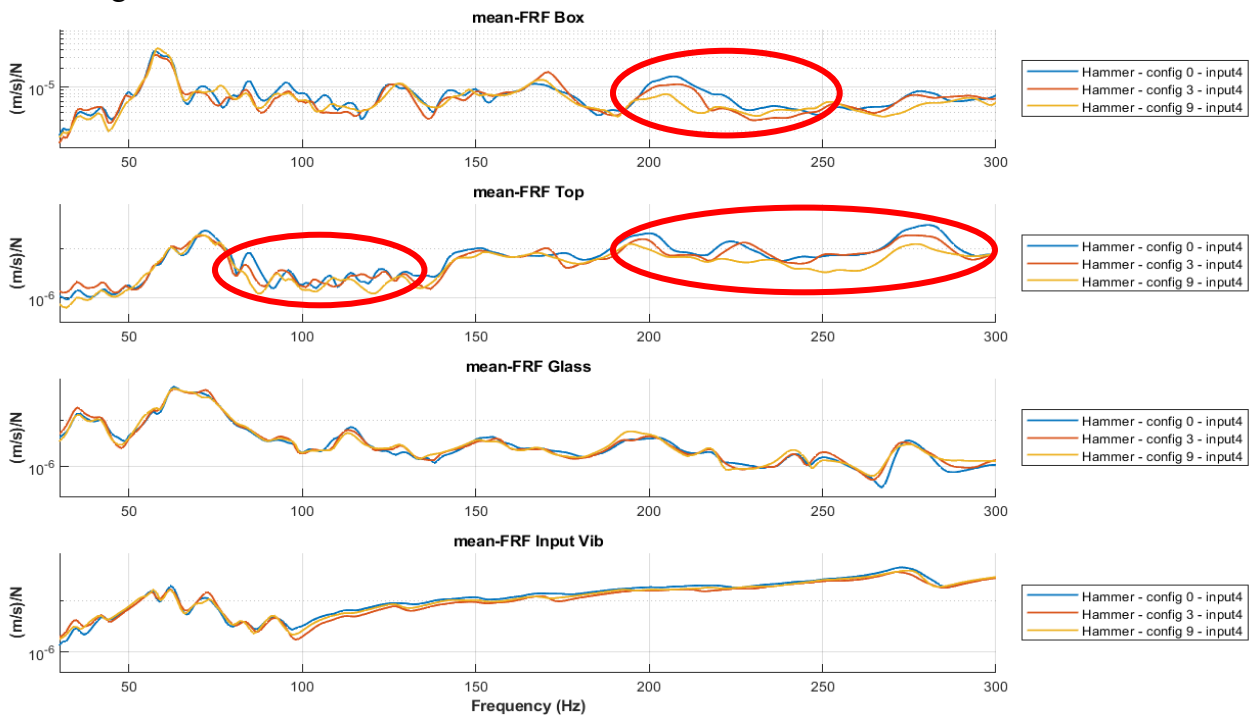 mean-FRF Box
(m/s)/N
10-5
50 100 150 200 250 300
Hammer - config 0 - input4
Hammer - config 3 - input4
Hammer - config 9 - input4
mean-FRF Top
(m/s)/N
10-6
50 100 150 200 250 300
Hammer - config 0 - input4
Hammer - config 3 - input4
Hammer - config 9 - input4
mean-FRF Glass
(m/s)/N
10-6
50 100 150 200 250 300
Hammer - config 0 - input4
Hammer - config 3 - input4
Hammer - config 9 - input4
mean-FRF Input Vib
(m/s)/N
10-6
50 100 150 200 250 300
Frequency (Hz)
Hammer - config 0 - input4
Hammer - config 3 - input4
Hammer - config 9 - input4